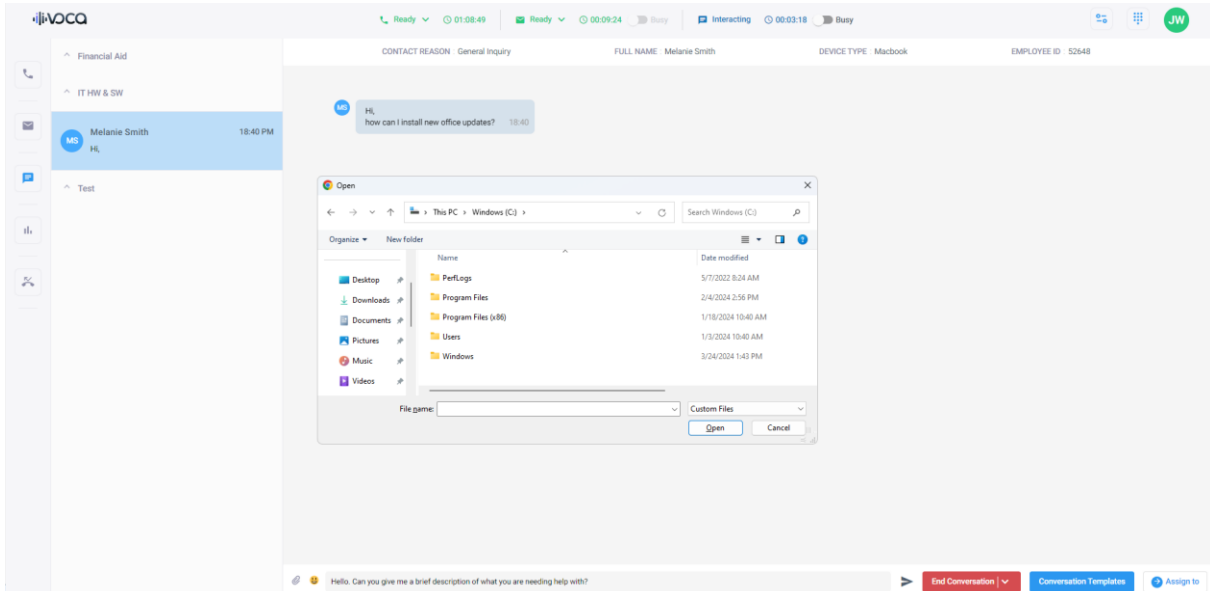 VOCA
Ready 01:08:49 Ready 00:09:24 Busy Interacting 00:03:18 Busy
JW
Financial Aid
IT HW & SW
MS Melanie Smith 18:40 PM
Hi,
Test
CONTACT REASON General Inquiry FULL NAME Melanie Smith DEVICE TYPE Macbook EMPLOYEE ID 52648
MS Hi,
how can I install new office updates? 18:40
Open
This PC > Windows (C:) > Search Windows (C:)
Organize New folder ?
Name Date modified
Desktop
Downloads
Documents
Pictures
Music
Videos
PerfLogs 5/7/2022 8:24 AM
Program Files 2/4/2024 2:56 PM
Program Files (x86) 1/18/2024 10:40 AM
Users 1/3/2024 10:40 AM
Windows 3/24/2024 1:43 PM
File name: Custom Files
Open Cancel
Hello. Can you give me a brief description of what you are needing help with? End Conversation Conversation Templates Assign to